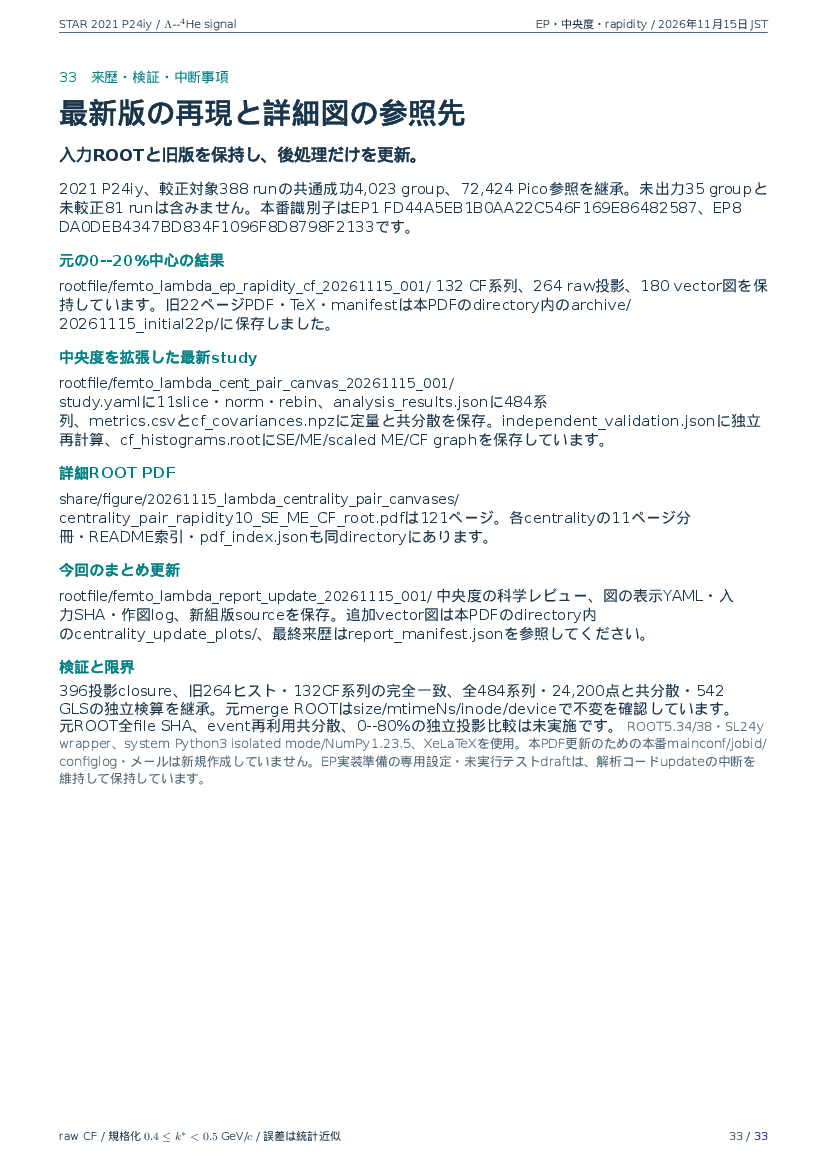 STAR 2021 P24iy / Λ--⁴He signal
EP・中央度・rapidity / 2026年11月15日 JST
33 来歴・検証・中断事項
最新版の再現と詳細図の参照先
入力ROOTと旧版を保持し、後処理だけを更新。
2021 P24iy、較正対象388 runの共通成功4,023 group、72,424 Pico参照を継承。未出力35 groupと
未較正81 runは含みません。本番識別子はEP1 FD44A5EB1B0AA22C546F169E86482587、EP8
DA0DEB4347BD834F1096F8D8798F2133です。
元の0--20%中心の結果
rootfile/femto_lambda_ep_rapidity_cf_20261115_001/ 132 CF系列、264 raw投影、180 vector図を保
持しています。旧22ページPDF・TeX・manifestは本PDFのdirectory内のarchive/
20261115_initial22p/に保存しました。
中央度を拡張した最新study
rootfile/femto_lambda_cent_pair_canvas_20261115_001/
study.yamlに11slice・norm・rebin、analysis_results.jsonに484系
列、metrics.csvとcf_covariances.npzに定量と共分散を保存。independent_validation.jsonに独立
再計算、cf_histograms.rootにSE/ME/scaled ME/CF graphを保存しています。
詳細ROOT PDF
share/figure/20261115_lambda_centrality_pair_canvases/
centrality_pair_rapidity10_SE_ME_CF_root.pdfは121ページ。各centralityの11ページ分
冊・README索引・pdf_index.jsonも同directoryにあります。
今回のまとめ更新
rootfile/femto_lambda_report_update_20261115_001/ 中央度の科学レビュー、図の表示YAML・入
力SHA・作図log、新組版sourceを保存。追加vector図は本PDFのdirectory内
のcentrality_update_plots/、最終来歴はreport_manifest.jsonを参照してください。
検証と限界
396投影closure、旧264ヒスト・132CF系列の完全一致、全484系列・24,200点と共分散・542
GLSの独立検算を継承。元merge ROOTはsize/mtimeNs/inode/deviceで不変を確認しています。
元ROOT全file SHA、event再利用共分散、0--80%の独立投影比較は未実施です。 ROOT5.34/38・SL24y
wrapper、system Python3 isolated mode/NumPy1.23.5、XeLaTeXを使用。本PDF更新のための本番mainconf/jobid/
configlog・メールは新規作成していません。EP実装準備の専用設定・未実行テストdraftは、解析コードupdateの中断を
維持して保持しています。
raw CF / 規格化 0.4 ≤ k* < 0.5 GeV/c / 誤差は統計近似
33 / 33